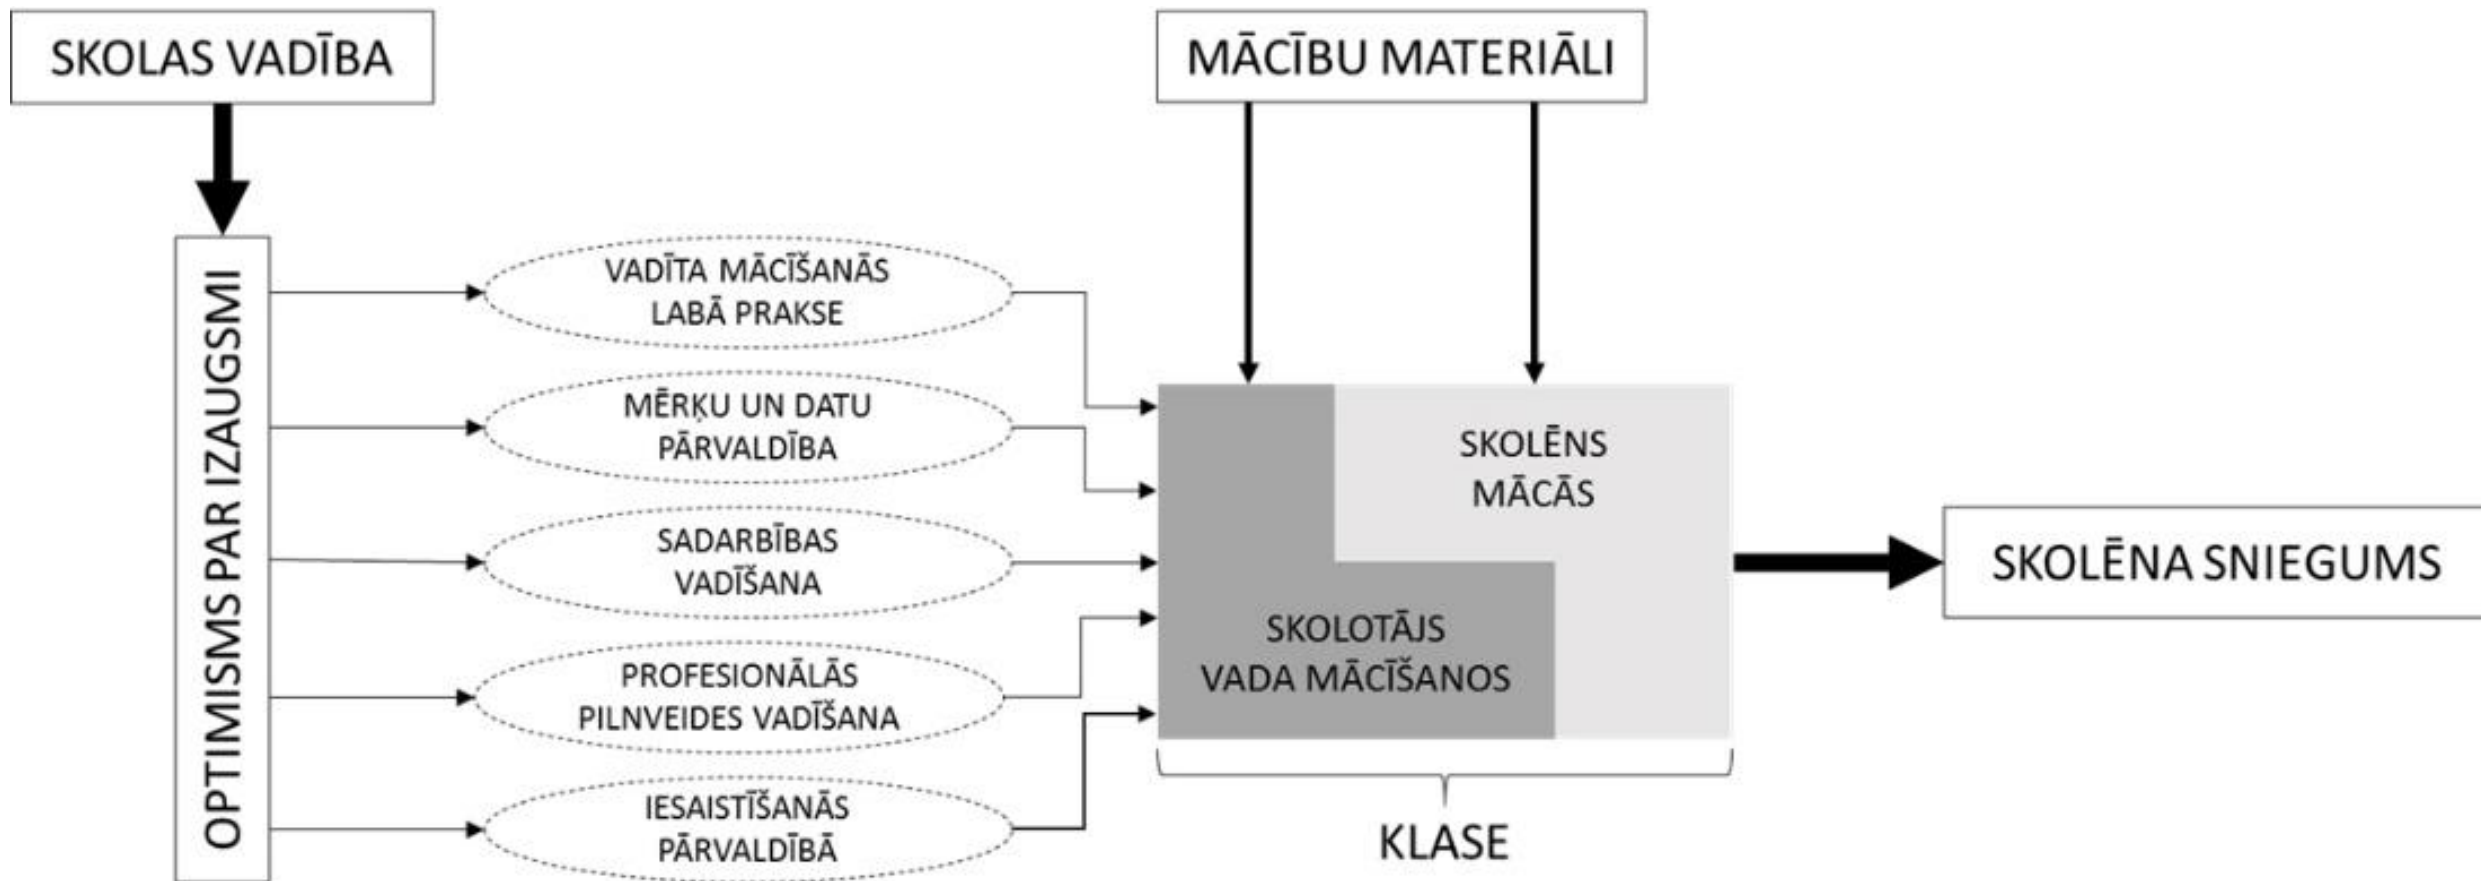 SKOLAS VADĪBA
MĀCĪBU MATERIĀLI
OPTIMISMS PAR IZAUGSMI
VADĪTA MĀCĪŠANĀS
LABĀ PRAKSE
MĒRĶU UN DATU
PĀRVALDĪBA
SADARBĪBAS
VADĪŠANA
PROFESIONĀLĀS
PILNVEIDES VADĪŠANA
IESAISTĪŠANĀS
PĀRVALDĪBĀ
SKOLĒNS
MĀCĀS
SKOLOTĀJS
VADA MĀCĪŠANOS
KLASE
SKOLĒNA SNIEGUMS